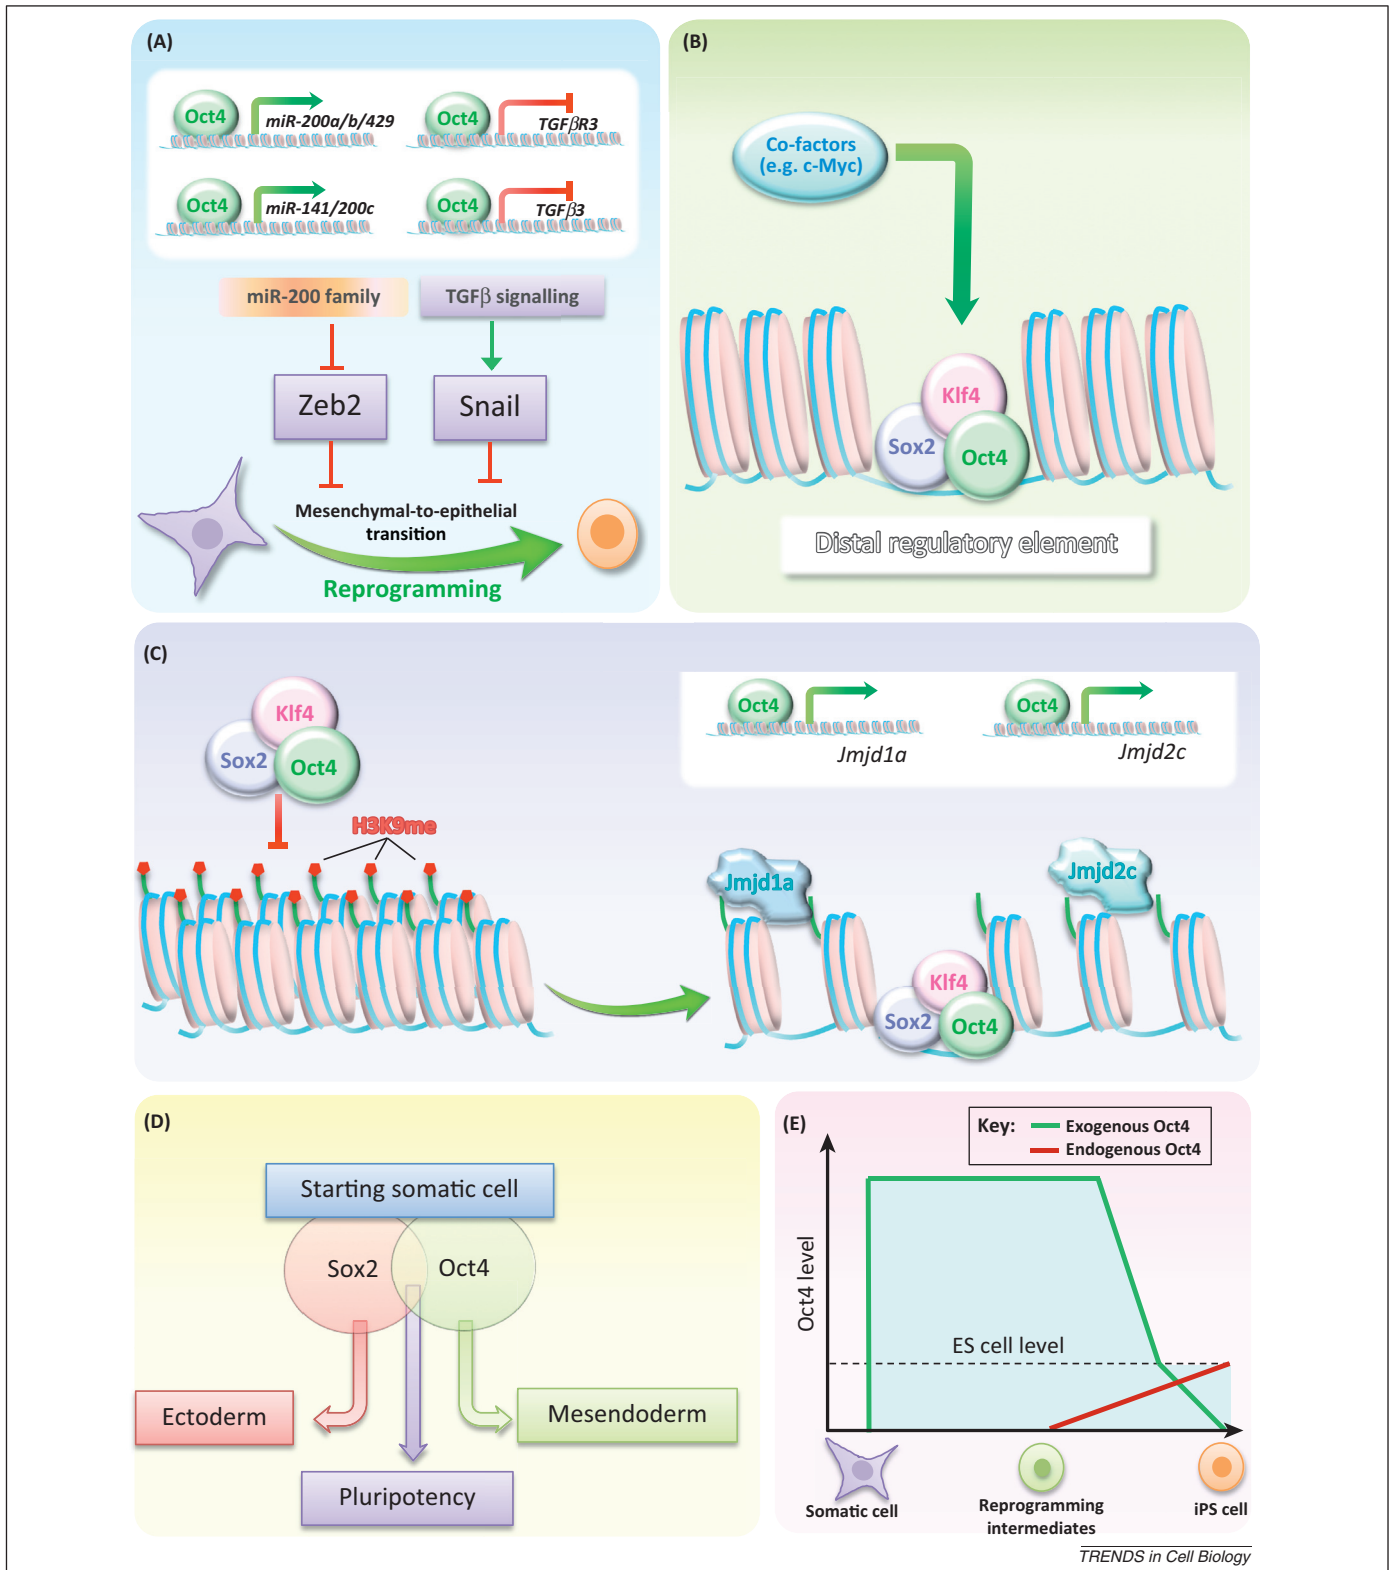 (A)
Oct4
miR-200a/b/429
Oct4
TGFβR3
Oct4
miR-141/200c
Oct4
TGFβ3
miR-200 family
TGFβ signalling
Zeb2
Snail
Mesenchymal-to-epithelial
transition
Reprogramming
(B)
Co-factors
(e.g. c-Myc)
Klf4
Sox2
Oct4
Distal regulatory element
(C)
Klf4
Sox2
Oct4
H3K9me
Oct4
Jmjd1a
Oct4
Jmjd2c
Jmjd1a
Jmjd2c
Klf4
Sox2
Oct4
(D)
Starting somatic cell
Sox2
Oct4
Ectoderm
Mesendoderm
Pluripotency
(E)
Key:
Exogenous Oct4
Endogenous Oct4
Oct4 level
ES cell level
Somatic cell
Reprogramming
intermediates
iPS cell
TRENDS in Cell Biology